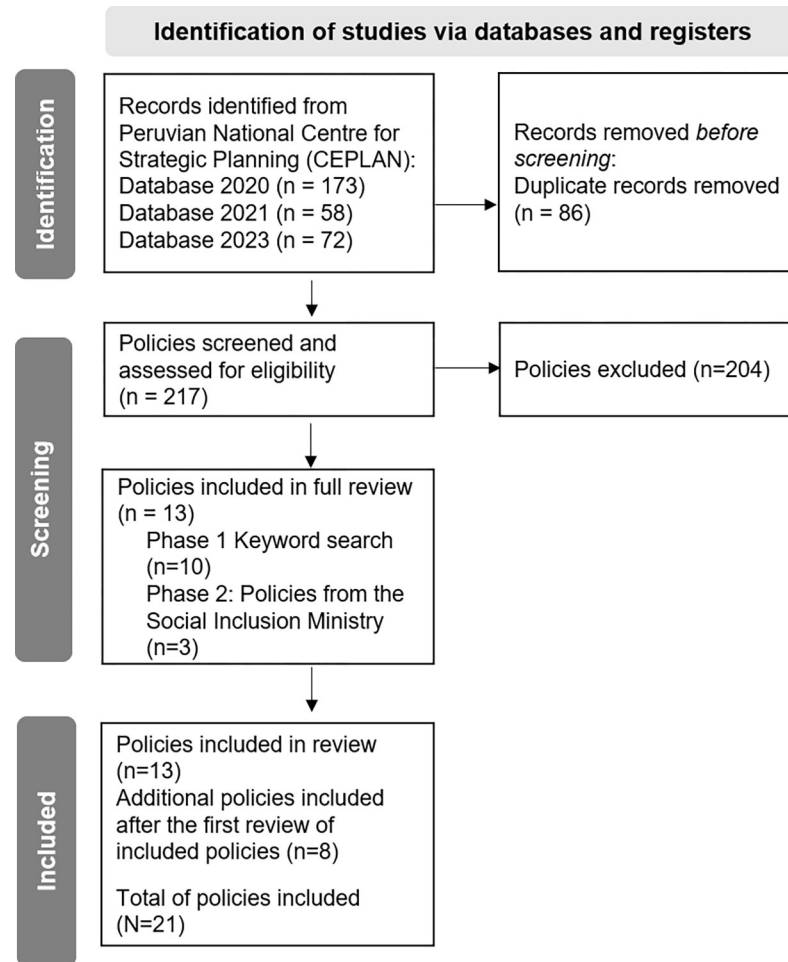 Identification of studies via databases and registers
Identification
Records identified from
Peruvian National Centre for
Strategic Planning (CEPLAN):
Database 2020 (n = 173)
Database 2021 (n = 58)
Database 2023 (n = 72)
Records removed before
screening:
Duplicate records removed
(n = 86)
Screening
Policies screened and
assessed for eligibility
(n = 217)
Policies excluded (n=204)
Policies included in full review
(n = 13)
Phase 1 Keyword search
(n=10)
Phase 2: Policies from the
Social Inclusion Ministry
(n=3)
Included
Policies included in review
(n=13)
Additional policies included
after the first review of
included policies (n=8)
Total of policies included
(N=21)